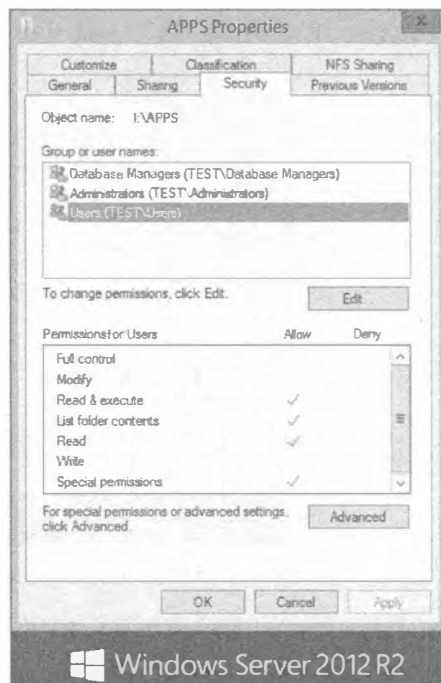 APPS Properties
x
Customize Classification NFS Sharing
General Sharing Security Previous Versions
Object name: I:\APPS
Group or user names:
Database Managers (TEST\Database Managers)
Administrators (TEST\Administrators)
Users (TEST\Users)
To change permissions, click Edit.
Edit...
Permissions for Users Allow Deny
Full control
Modify
Read & execute
List folder contents
Read
Write
Special permissions
For special permissions or advanced settings,
click Advanced.
Advanced
OK Cancel Apply
Windows Server 2012 R2